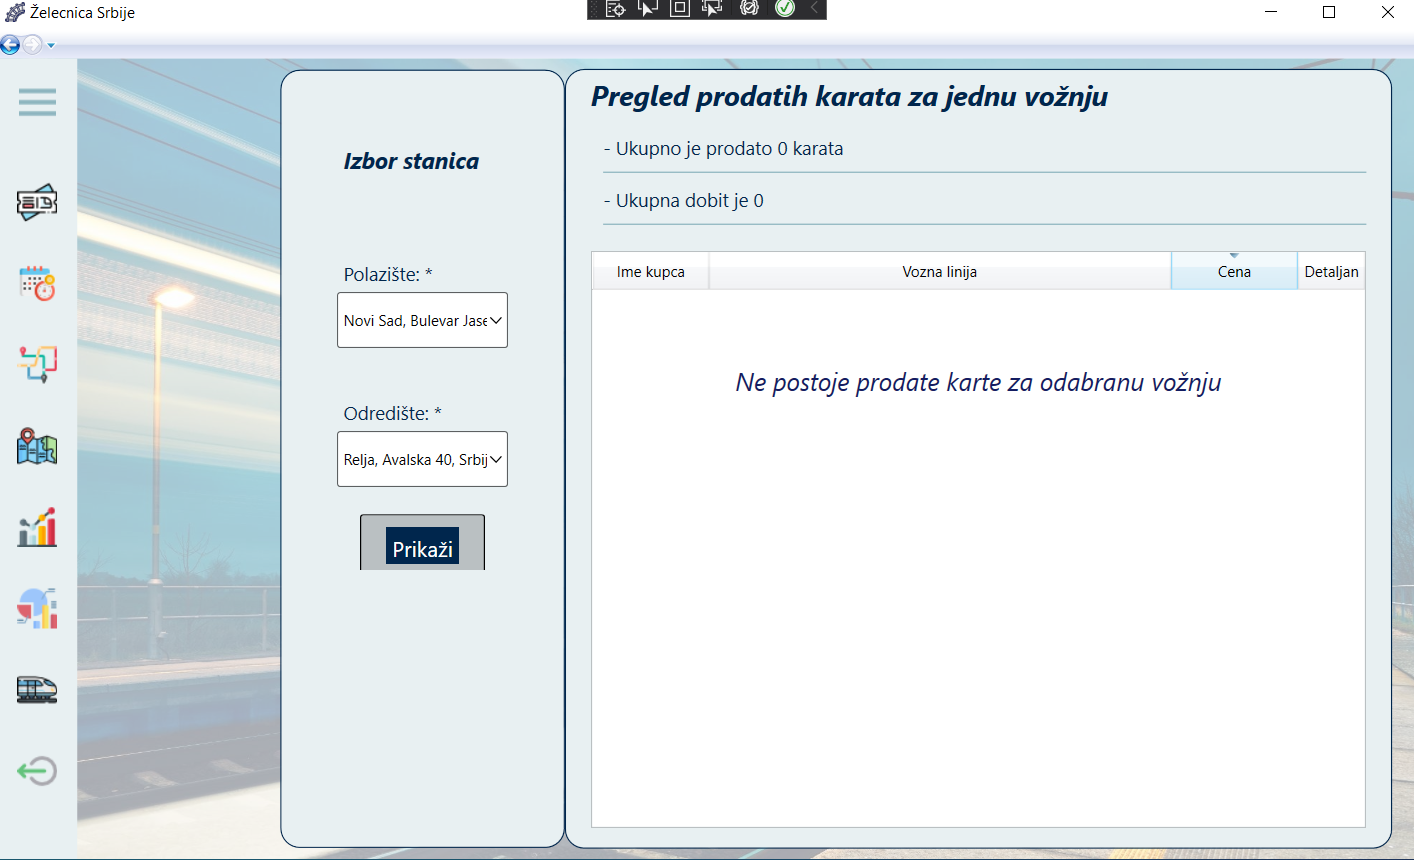 Želecnica Srbije
Izbor stanica
Polazište: *
Novi Sad, Bulevar Jase
Odredište: *
Relja, Avalska 40, Srbij
Prikaži
Pregled prodatih karata za jednu vožnju
- Ukupno je prodato 0 karata
- Ukupna dobit je 0
Ime kupca Vozna linija Cena Detaljan
Ne postoje prodate karte za odabranu vožnju